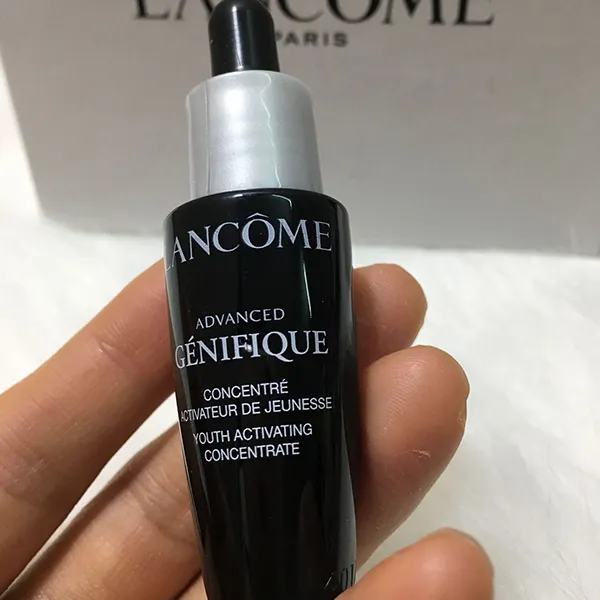 LANCÔME
PARIS
LANCÔME
ADVANCED
GÉNIFIQUE
CONCENTRÉ
ACTIVATEUR DE JEUNESSE
YOUTH ACTIVATING
CONCENTRATE